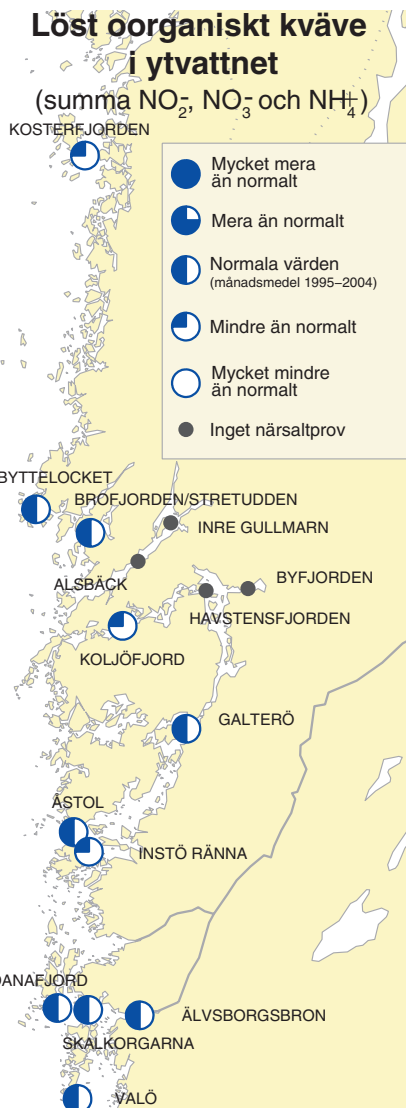 Löst oorganiskt kväve
i ytvattnet
(summa NO₂⁻, NO₃⁻ och NH₄⁺)
KOSTERFJORDEN
Mycket mera
än normalt
Mera än normalt
Normala värden
(månadsmedel 1995–2004)
Mindre än normalt
Mycket mindre
än normalt
Inget närsaltprov
BYTTELOCKET
BROFJORDEN/STRETUDDEN
INRE GULLMARN
ALSBÄCK
BYFJORDEN
HAVSTENSFJORDEN
KOLJÖFJORD
GALTERÖ
ÅSTOL
INSTÖ RÄNNA
DANAFJORD
ÄLVSBORGSBRON
SKALKORGARNA
VALÖ